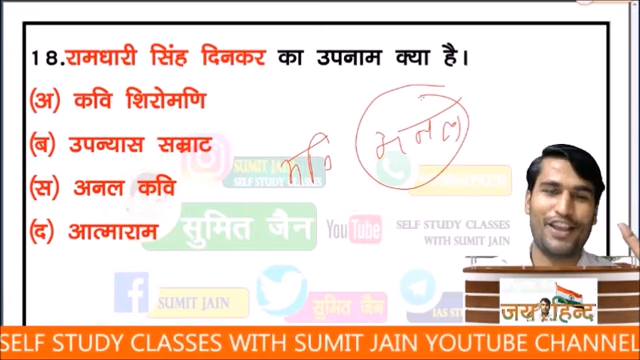 18.रामधारी सिंह दिनकर का उपनाम क्या है।
(अ) कवि शिरोमणि
(ब) उपन्यास सम्राट
(स) अनल कवि
(द) आत्माराम
SUMIT JAIN
SELF STUDY CLASSES
सुमित जैन
YouTube
SELF STUDY CLASSES
WITH SUMIT JAIN
SUMIT JAIN
सुमित जैन
IAS
जय हिन्द
SELF STUDY CLASSES WITH SUMIT JAIN YOUTUBE CHANNEL